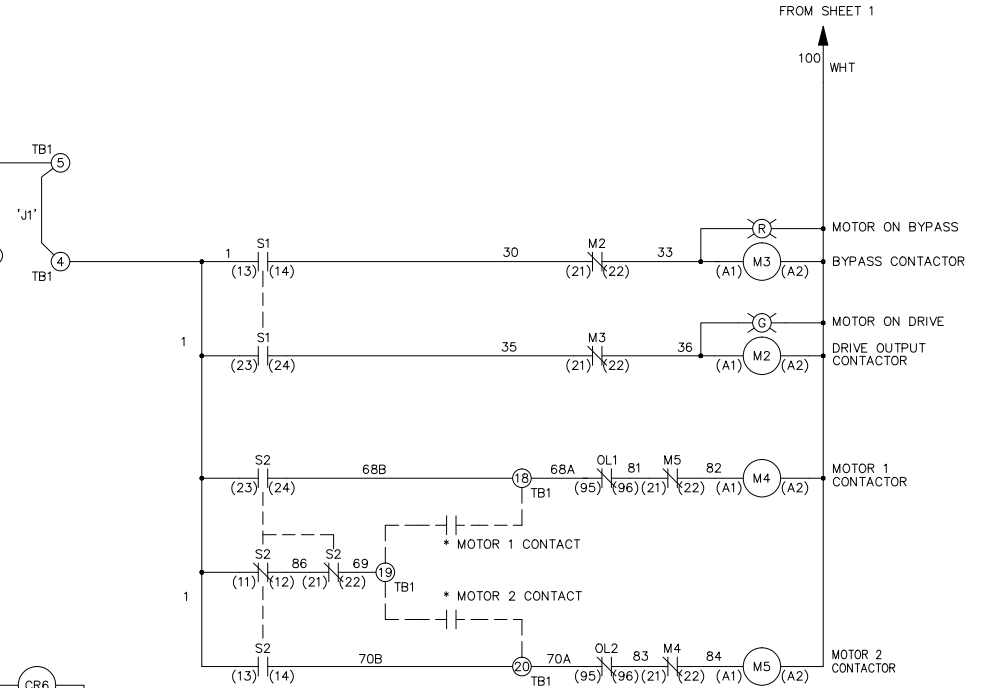 FROM SHEET 1
100
WHT
TB1
5
'J1'
R
MOTOR ON BYPASS
4
TB1
1
S1
(13) (14)
30
M2
(21) (22)
33
(A1) M3 (A2)
BYPASS CONTACTOR
G
MOTOR ON DRIVE
1
S1
(23) (24)
35
M3
(21) (22)
36
(A1) M2 (A2)
DRIVE OUTPUT
CONTACTOR
S2
(23) (24)
68B
18
TB1
68A
OL1
(95) (96)
81
M5
(21) (22)
82
(A1) M4 (A2)
MOTOR 1
CONTACTOR
* MOTOR 1 CONTACT
S2
(11) (12)
86
S2
(21) (22)
69
19
TB1
* MOTOR 2 CONTACT
1
S2
(13) (14)
70B
20
TB1
70A
OL2
(95) (96)
83
M4
(21) (22)
84
(A1) M5 (A2)
MOTOR 2
CONTACTOR
CR6